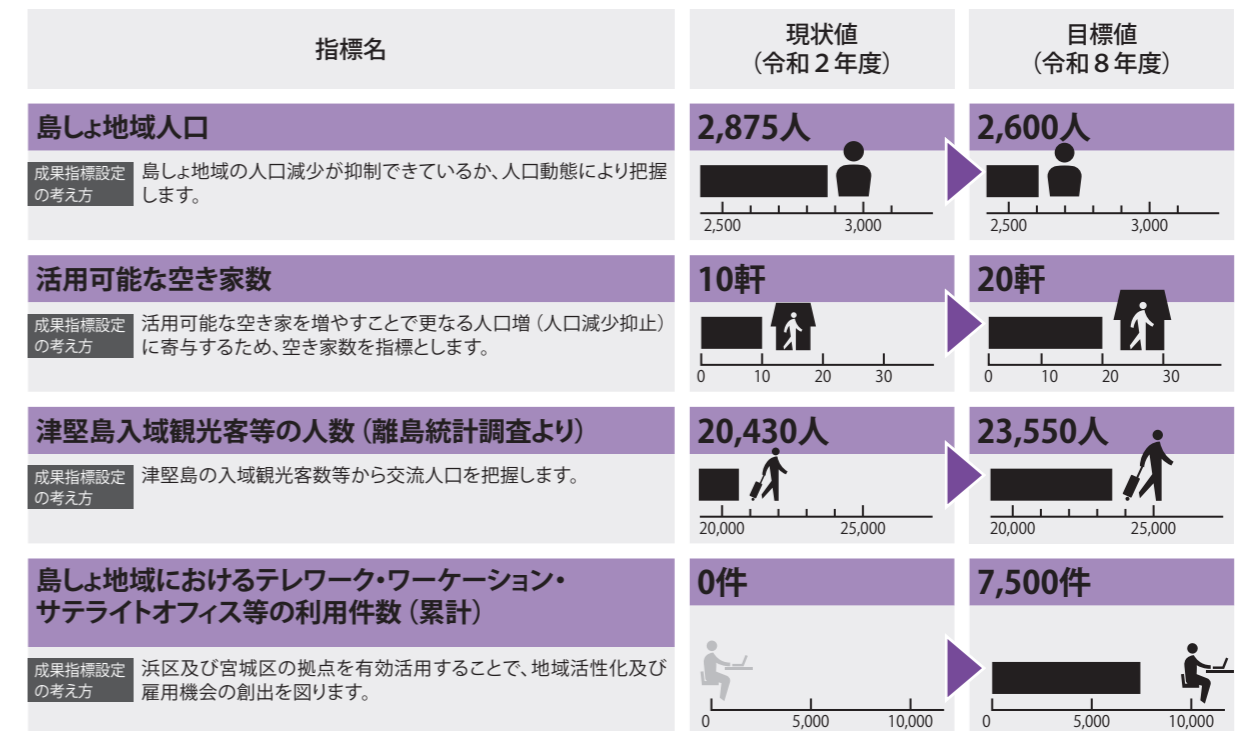 指標名
現状値
（令和２年度）
目標値
（令和８年度）
島しょ地域人口
2,875人
2,600人
成果指標設定
の考え方
島しょ地域の人口減少が抑制できているか、人口動態により把握
します。
2,500 3,000
2,500 3,000
活用可能な空き家数
10軒
20軒
成果指標設定
の考え方
活用可能な空き家を増やすことで更なる人口増（人口減少抑止）
に寄与するため、空き家数を指標とします。
0 10 20 30
0 10 20 30
津堅島入域観光客等の人数（離島統計調査より）
20,430人
23,550人
成果指標設定
の考え方
津堅島の入域観光客数等から交流人口を把握します。
20,000 25,000
20,000 25,000
島しょ地域におけるテレワーク・ワーケーション・
サテライトオフィス等の利用件数（累計）
0件
7,500件
成果指標設定
の考え方
浜区及び宮城区の拠点を有効活用することで、地域活性化及び
雇用機会の創出を図ります。
0 5,000 10,000
0 5,000 10,000